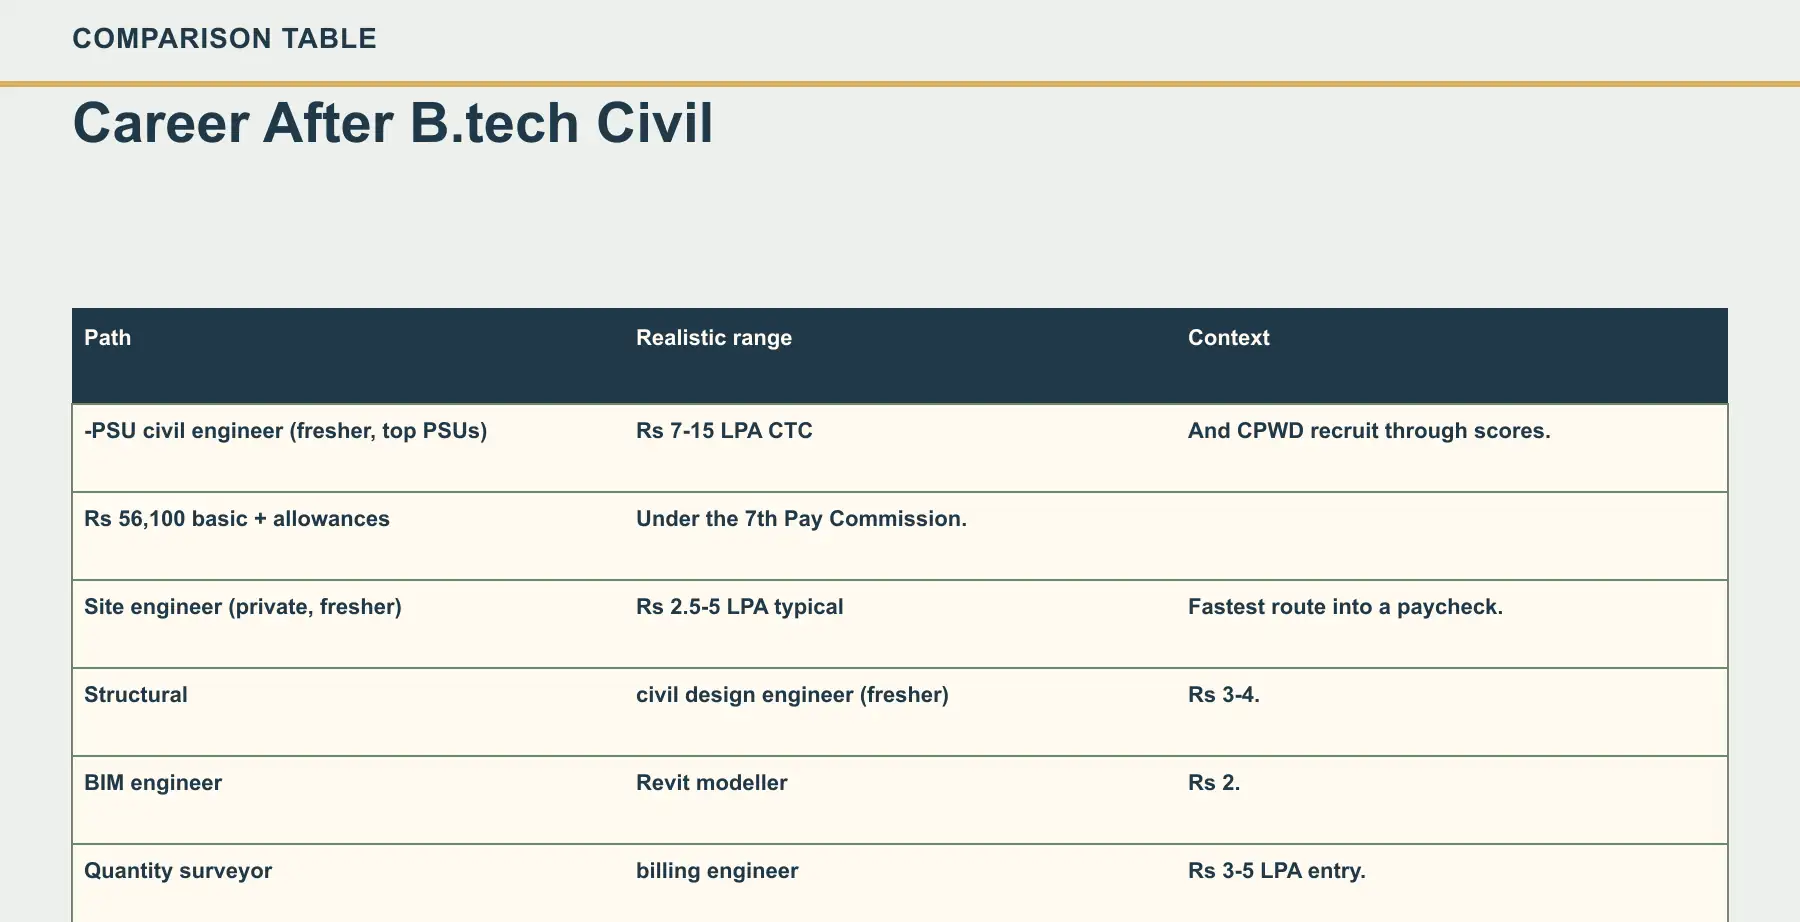 COMPARISON TABLE
Career After B.tech Civil
Path Realistic range Context
-PSU civil engineer (fresher, top PSUs) Rs 7-15 LPA CTC And CPWD recruit through scores.
Rs 56,100 basic + allowances Under the 7th Pay Commission.
Site engineer (private, fresher) Rs 2.5-5 LPA typical Fastest route into a paycheck.
Structural civil design engineer (fresher) Rs 3-4.
BIM engineer Revit modeller Rs 2.
Quantity surveyor billing engineer Rs 3-5 LPA entry.